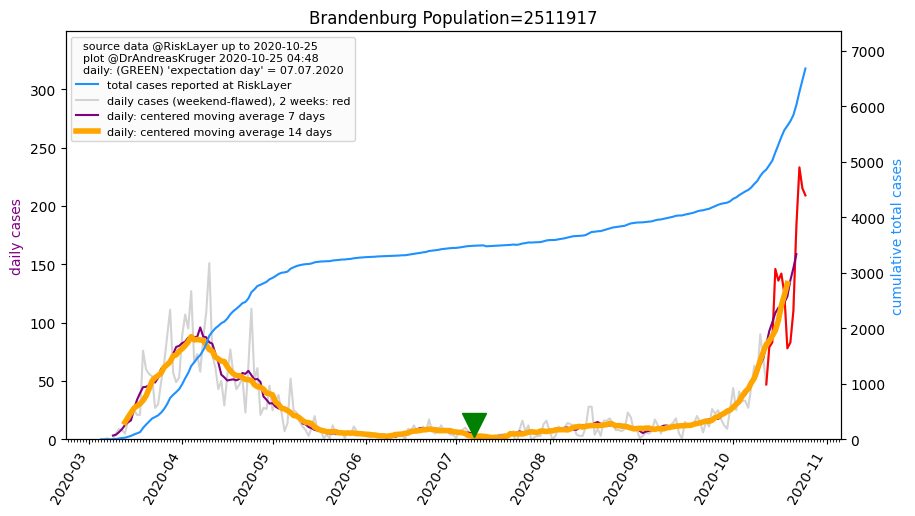 Brandenburg Population=2511917
source data @RiskLayer up to 2020-10-25
plot @DrAndreasKruger 2020-10-25 04:48
daily: (GREEN) 'expectation day' = 07.07.2020
total cases reported at RiskLayer
daily cases (weekend-flawed), 2 weeks: red
daily: centered moving average 7 days
daily: centered moving average 14 days
daily cases
300
250
200
150
100
50
0
7000
6000
5000
4000
3000
2000
1000
0
cumulative total cases
2020-03
2020-04
2020-05
2020-06
2020-07
2020-08
2020-09
2020-10
2020-11